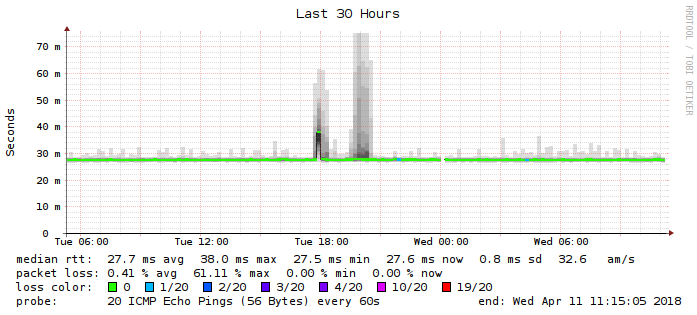 Last 30 Hours
RRDTOOL / TOBI OETIKER
Seconds
70 m
60 m
50 m
40 m
30 m
20 m
10 m
0
Tue 06:00 Tue 12:00 Tue 18:00 Wed 00:00 Wed 06:00
median rtt: 27.7 ms avg 38.0 ms max 27.5 ms min 27.6 ms now 0.8 ms sd 32.6 am/s
packet loss: 0.41 % avg 61.11 % max 0.00 % min 0.00 % now
loss color: 0 1/20 2/20 3/20 4/20 10/20 19/20
probe: 20 ICMP Echo Pings (56 Bytes) every 60s end: Wed Apr 11 11:15:05 2018